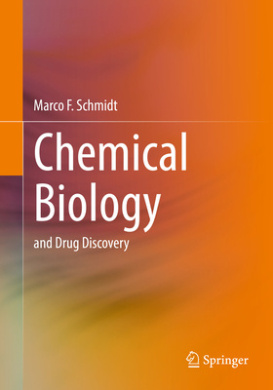 Marco F. Schmidt
Chemical
Biology
and Drug Discovery
Springer